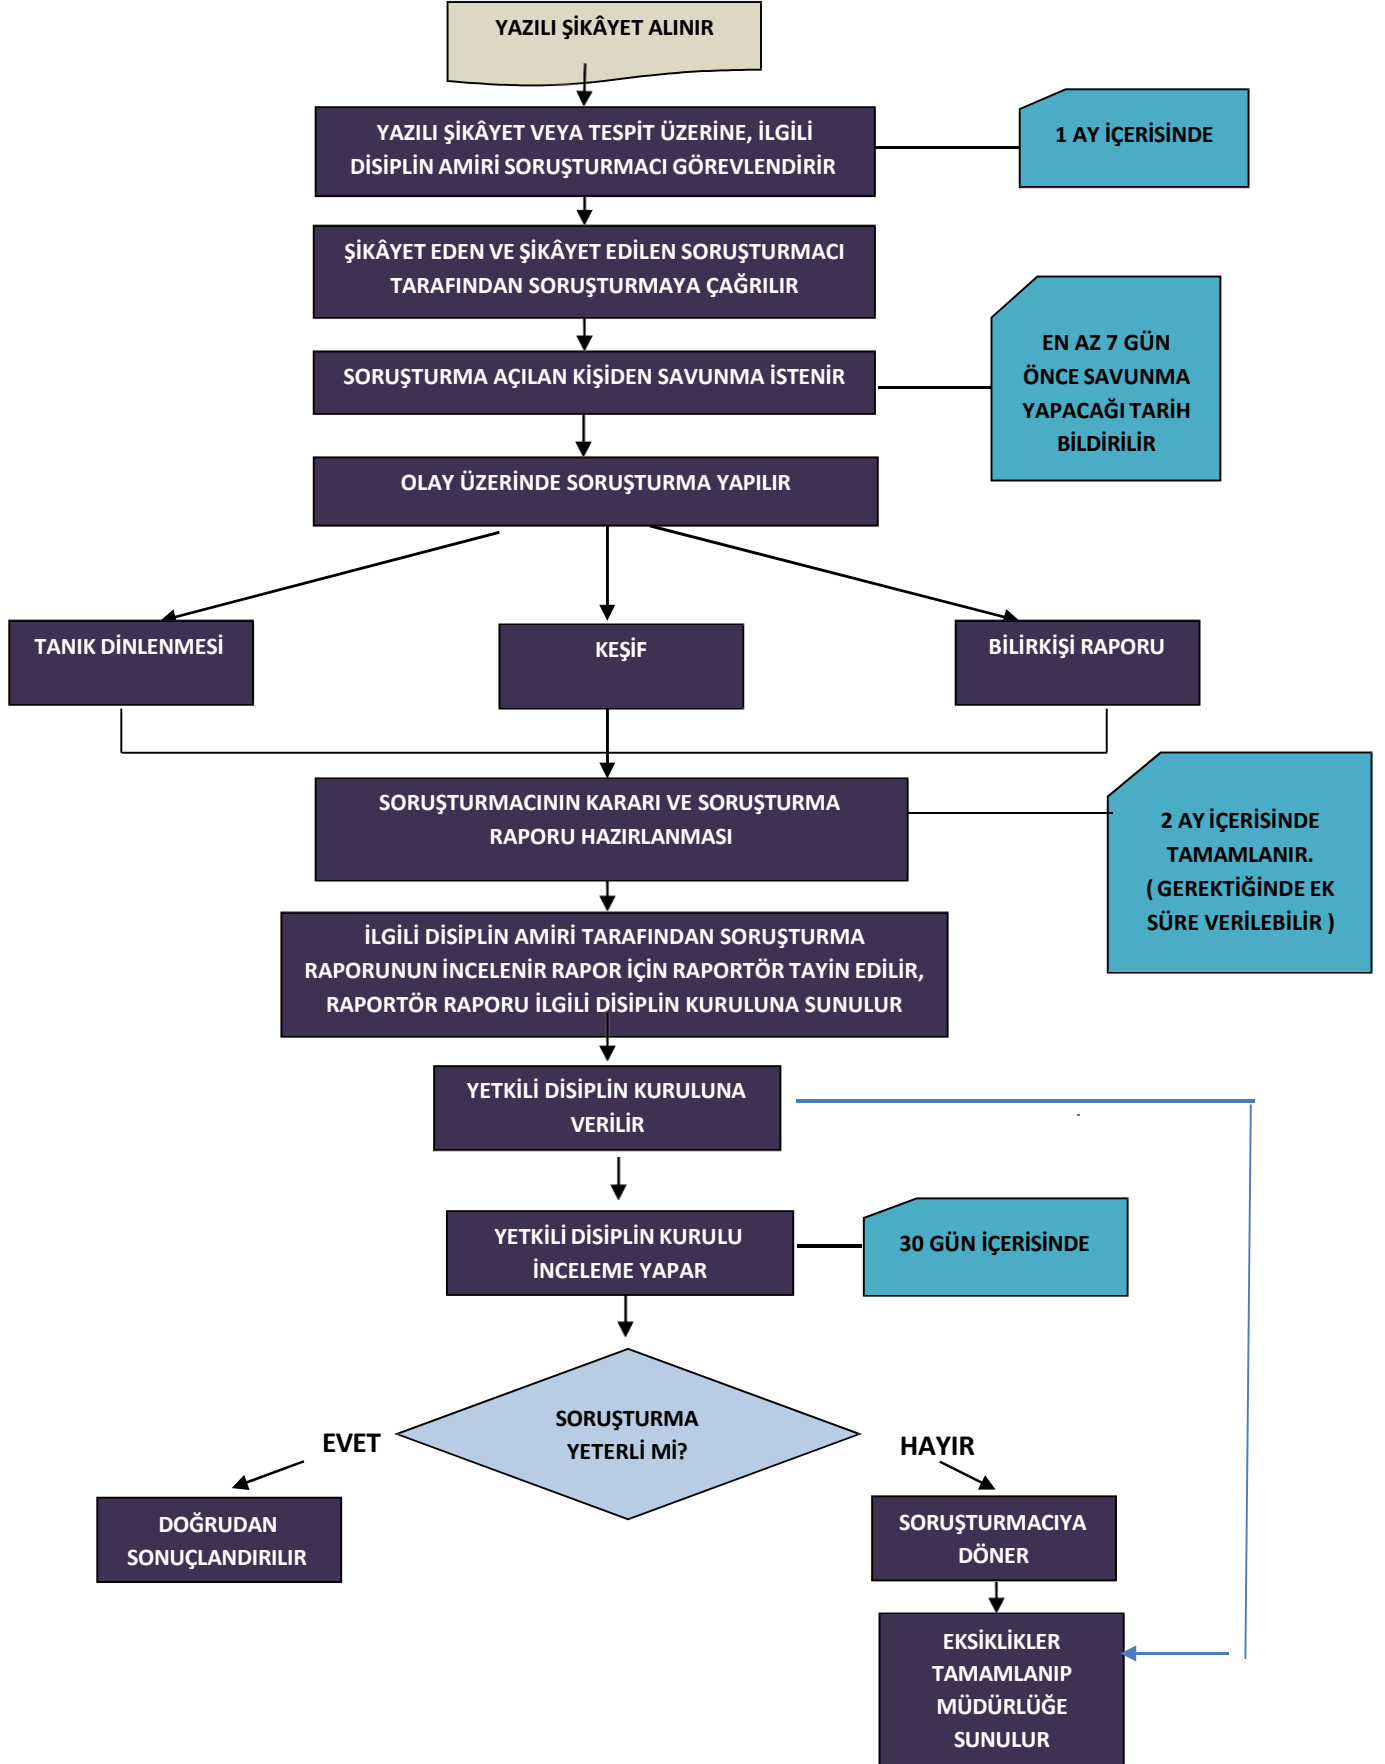 YAZILI ŞİKÂYET ALINIR
YAZILI ŞİKÂYET VEYA TESPİT ÜZERİNE, İLGİLİ
DİSİPLİN AMİRİ SORUŞTURMACI GÖREVLENDİRİR
1 AY İÇERİSİNDE
ŞİKÂYET EDEN VE ŞİKÂYET EDİLEN SORUŞTURMACI
TARAFINDAN SORUŞTURMAYA ÇAĞRILIR
SORUŞTURMA AÇILAN KİŞİDEN SAVUNMA İSTENİR
EN AZ 7 GÜN
ÖNCE SAVUNMA
YAPACAĞI TARİH
BİLDİRİLİR
OLAY ÜZERİNDE SORUŞTURMA YAPILIR
TANIK DİNLENMESİ
KEŞİF
BİLİRKİŞİ RAPORU
SORUŞTURMACININ KARARI VE SORUŞTURMA
RAPORU HAZIRLANMASI
2 AY İÇERİSİNDE
TAMAMLANIR.
( GEREKTİĞİNDE EK
SÜRE VERİLEBİLİR )
İLGİLİ DİSİPLİN AMİRİ TARAFINDAN SORUŞTURMA
RAPORUNUN İNCELENİR RAPOR İÇİN RAPORTÖR TAYİN EDİLİR,
RAPORTÖR RAPORU İLGİLİ DİSİPLİN KURULUNA SUNULUR
YETKİLİ DİSİPLİN KURULUNA
VERİLİR
YETKİLİ DİSİPLİN KURULU
İNCELEME YAPAR
30 GÜN İÇERİSİNDE
SORUŞTURMA
YETERLİ Mİ?
EVET
HAYIR
DOĞRUDAN
SONUÇLANDIRILIR
SORUŞTURMACIYA
DÖNER
EKSİKLİKLER
TAMAMLANIP
MÜDÜRLÜĞE
SUNULUR